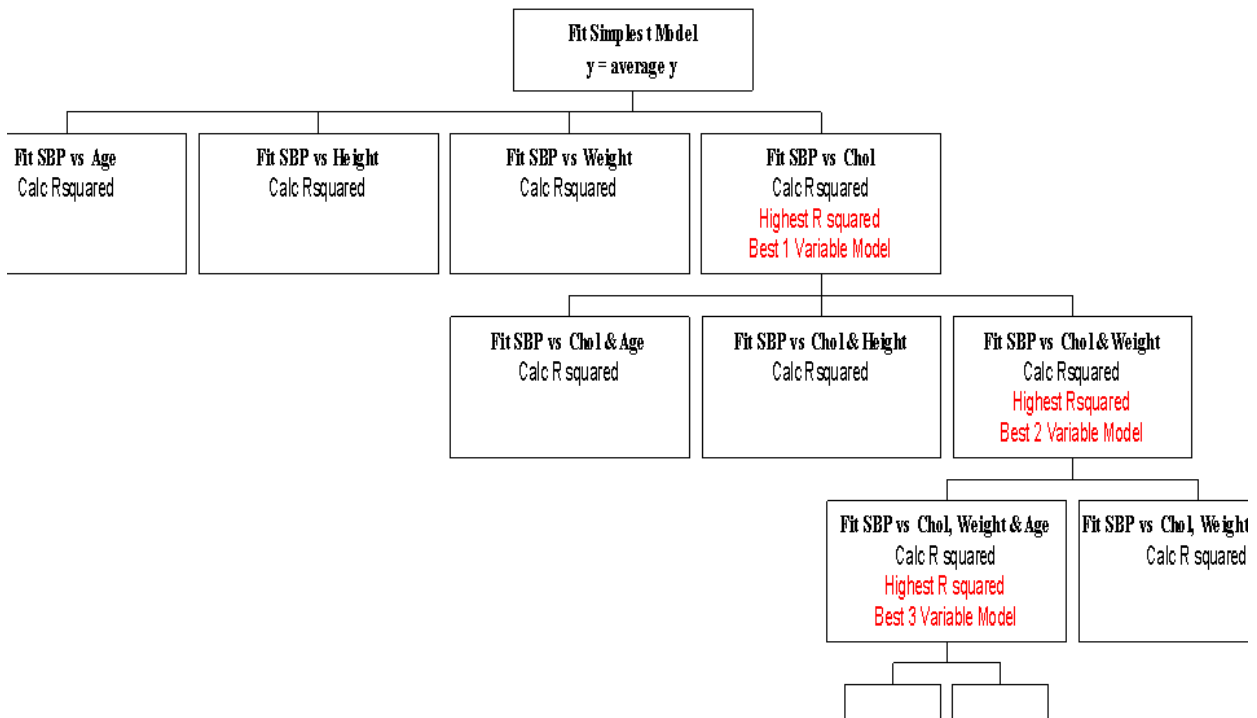 Fit Simplest Model
y = average y
Fit SBP vs Age
Calc Rsquared
Fit SBP vs Height
Calc Rsquared
Fit SBP vs Weight
Calc Rsquared
Fit SBP vs Chol
Calc Rsquared
Highest R squared
Best 1 Variable Model
Fit SBP vs Chol & Age
Calc R squared
Fit SBP vs Chol & Height
Calc Rsquared
Fit SBP vs Chol & Weight
Calc Rsquared
Highest Rsquared
Best 2 Variable Model
Fit SBP vs Chol, Weight & Age
Calc R squared
Highest R squared
Best 3 Variable Model
Fit SBP vs Chol, Weight
Calc R squared